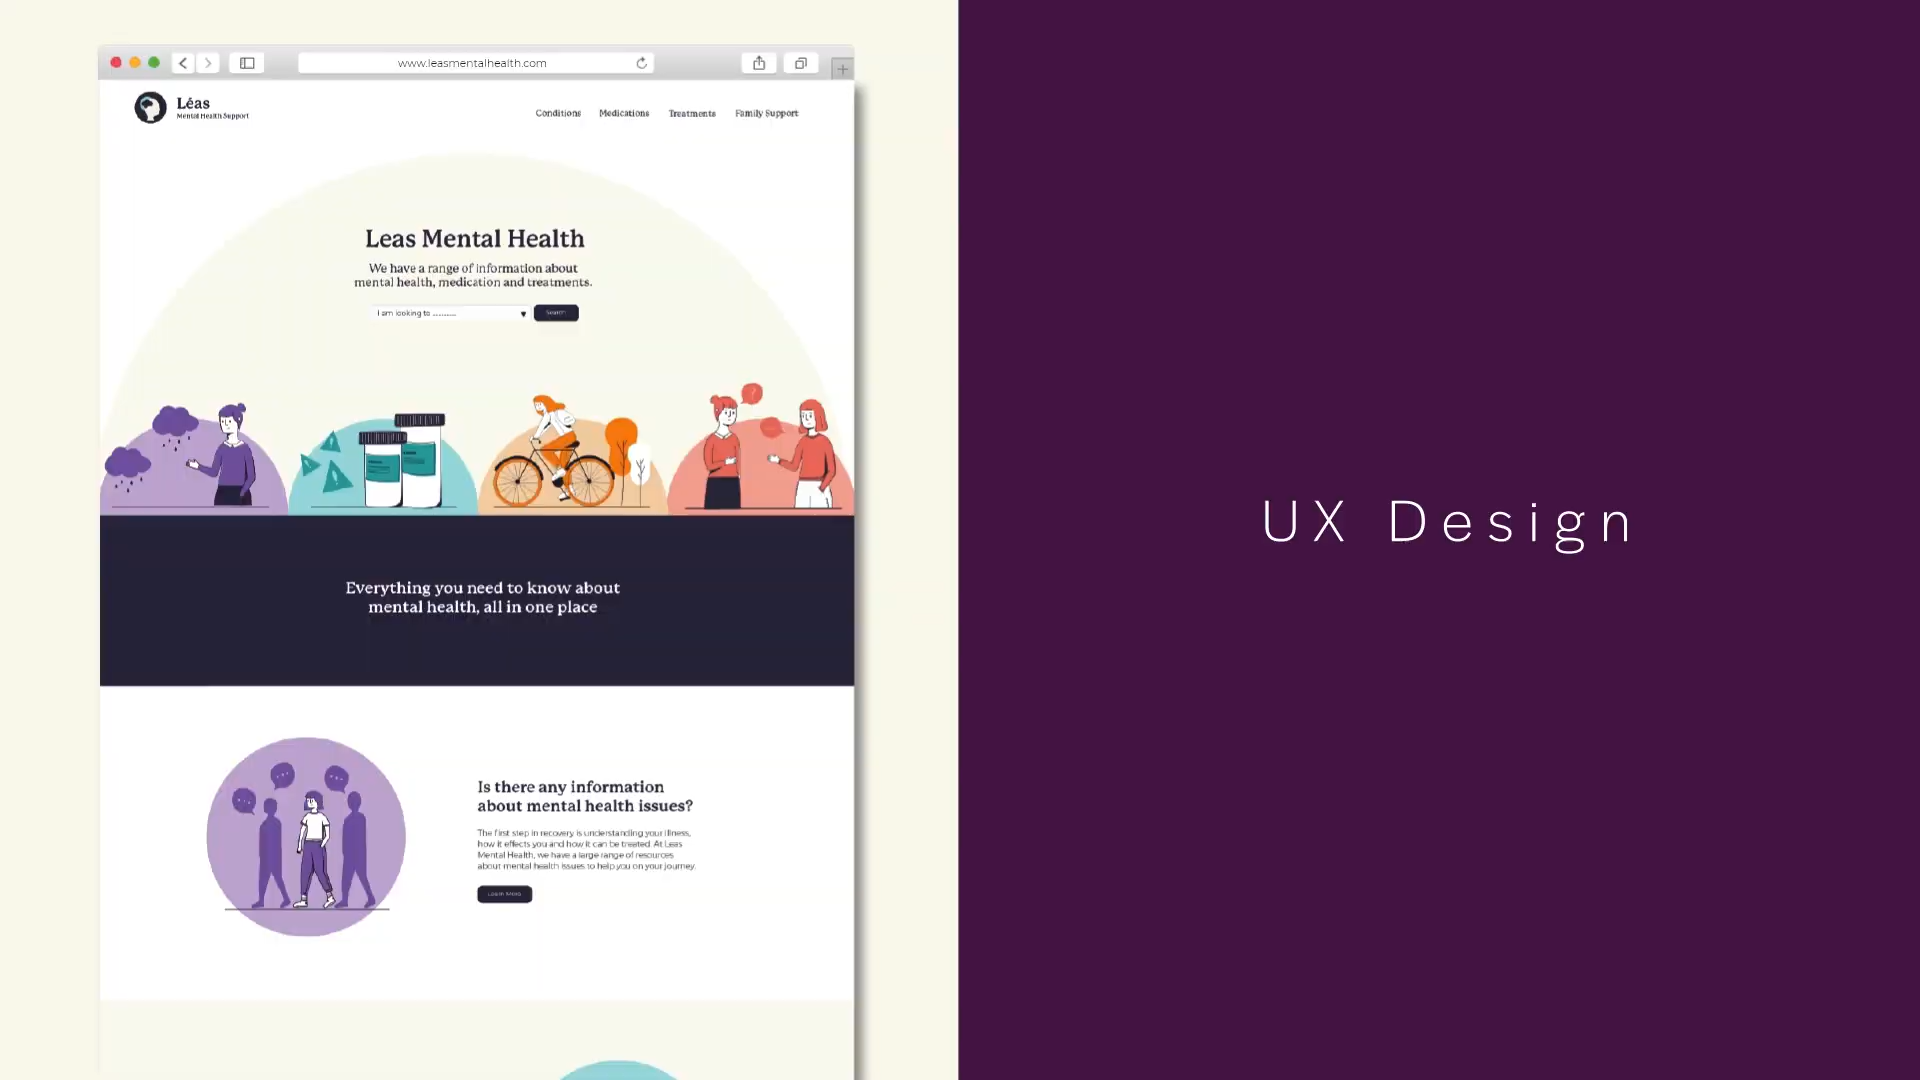 www.leasmentalhealth.com
Léas
Mental Health Support
Conditions Medications Treatments Family Support
Leas Mental Health
We have a range of information about
mental health, medication and treatments.
I am looking to ............
Search
Everything you need to know about
mental health, all in one place
Is there any information
about mental health issues?
The first step in recovery is understanding your illness,
how it effects you and how it can be treated. At Leas
Mental Health, we have a large range of resources
about mental health issues to help you on your journey.
Learn More
UX Design